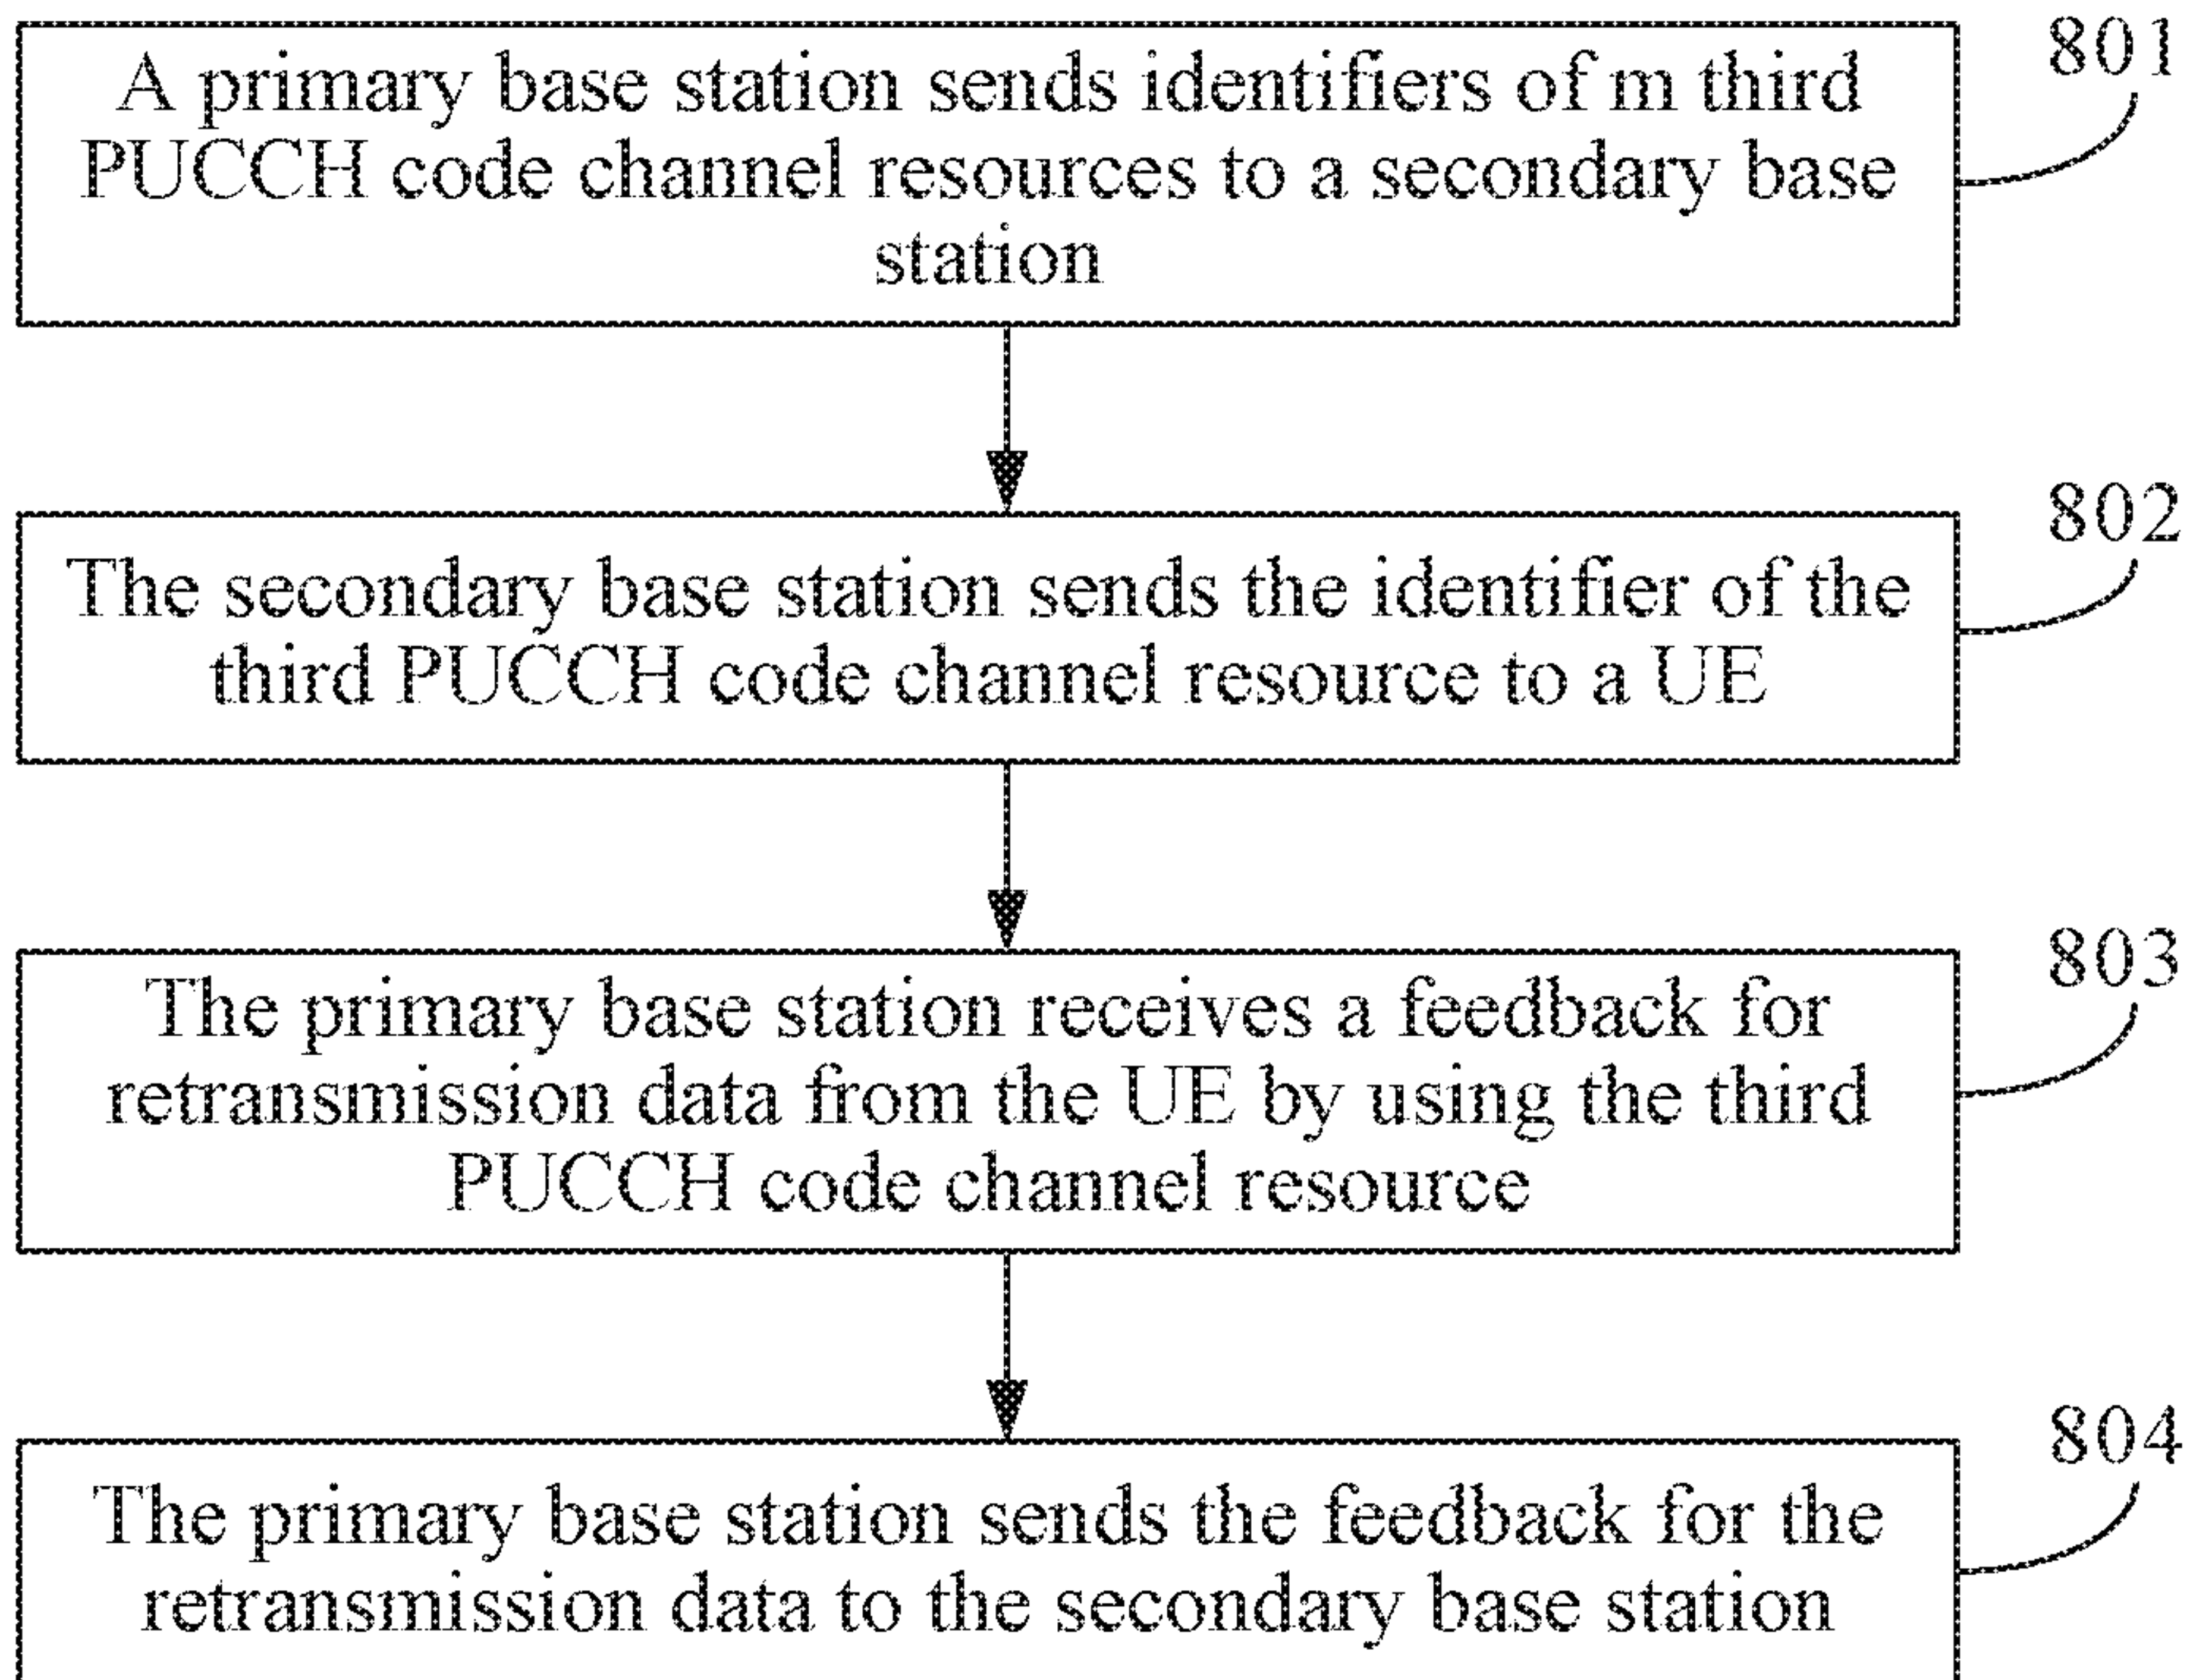 A primary base station sends identifiers of m third
PUCCH code channel resources to a secondary base
station
801
The secondary base station sends the identifier of the
third PUCCH code channel resource to a UE
802
The primary base station receives a feedback for
retransmission data from the UE by using the third
PUCCH code channel resource
803
The primary base station sends the feedback for the
retransmission data to the secondary base station
804